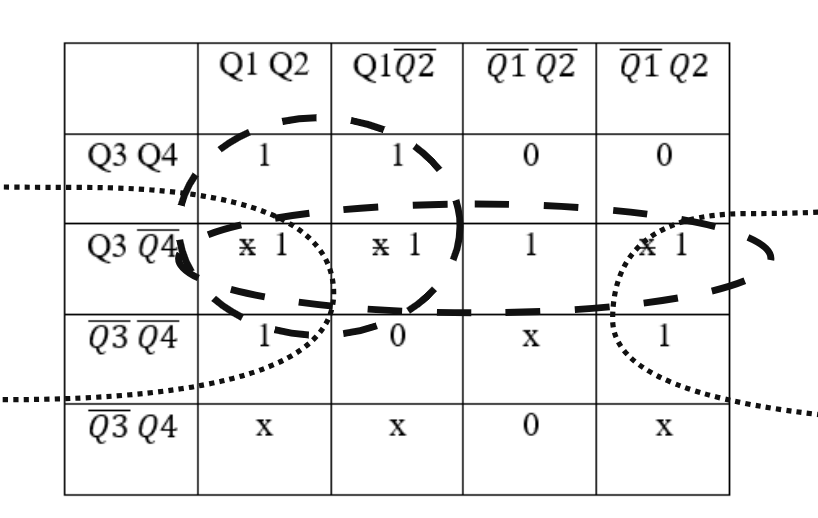 Q1 Q2 Q1Q̅2̅ Q̅1̅ Q̅2̅ Q̅1̅ Q2
Q3 Q4 1 1 0 0
Q3 Q̅4̅ x̶ 1 x̶ 1 1 x̶ 1
Q̅3̅ Q̅4̅ 1 0 x 1
Q̅3̅ Q4 x x 0 x